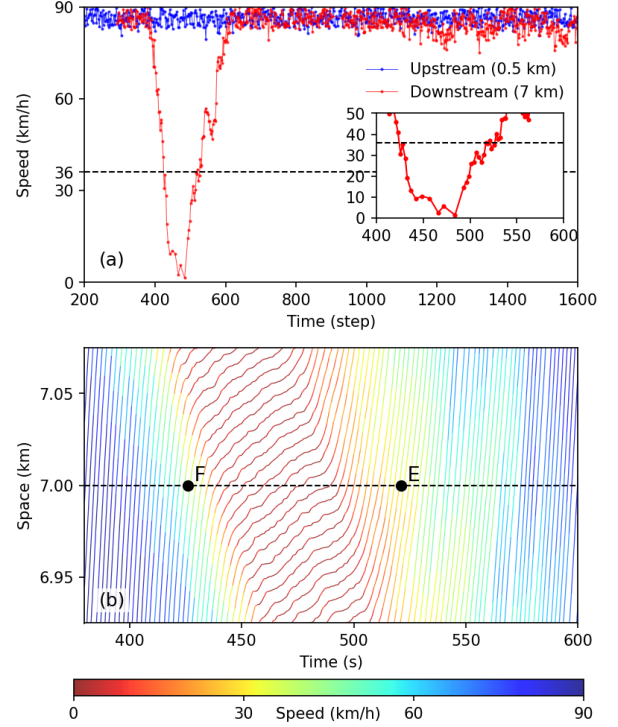 90
60
36
30
0
Speed (km/h)
Upstream (0.5 km)
Downstream (7 km)
50
40
30
20
10
0
400 450 500 550 600
(a)
200 400 600 800 1000 1200 1400 1600
Time (step)
7.05
7.00
6.95
Space (km)
F
E
(b)
400 450 500 550 600
Time (s)
0 30 Speed (km/h) 60 90